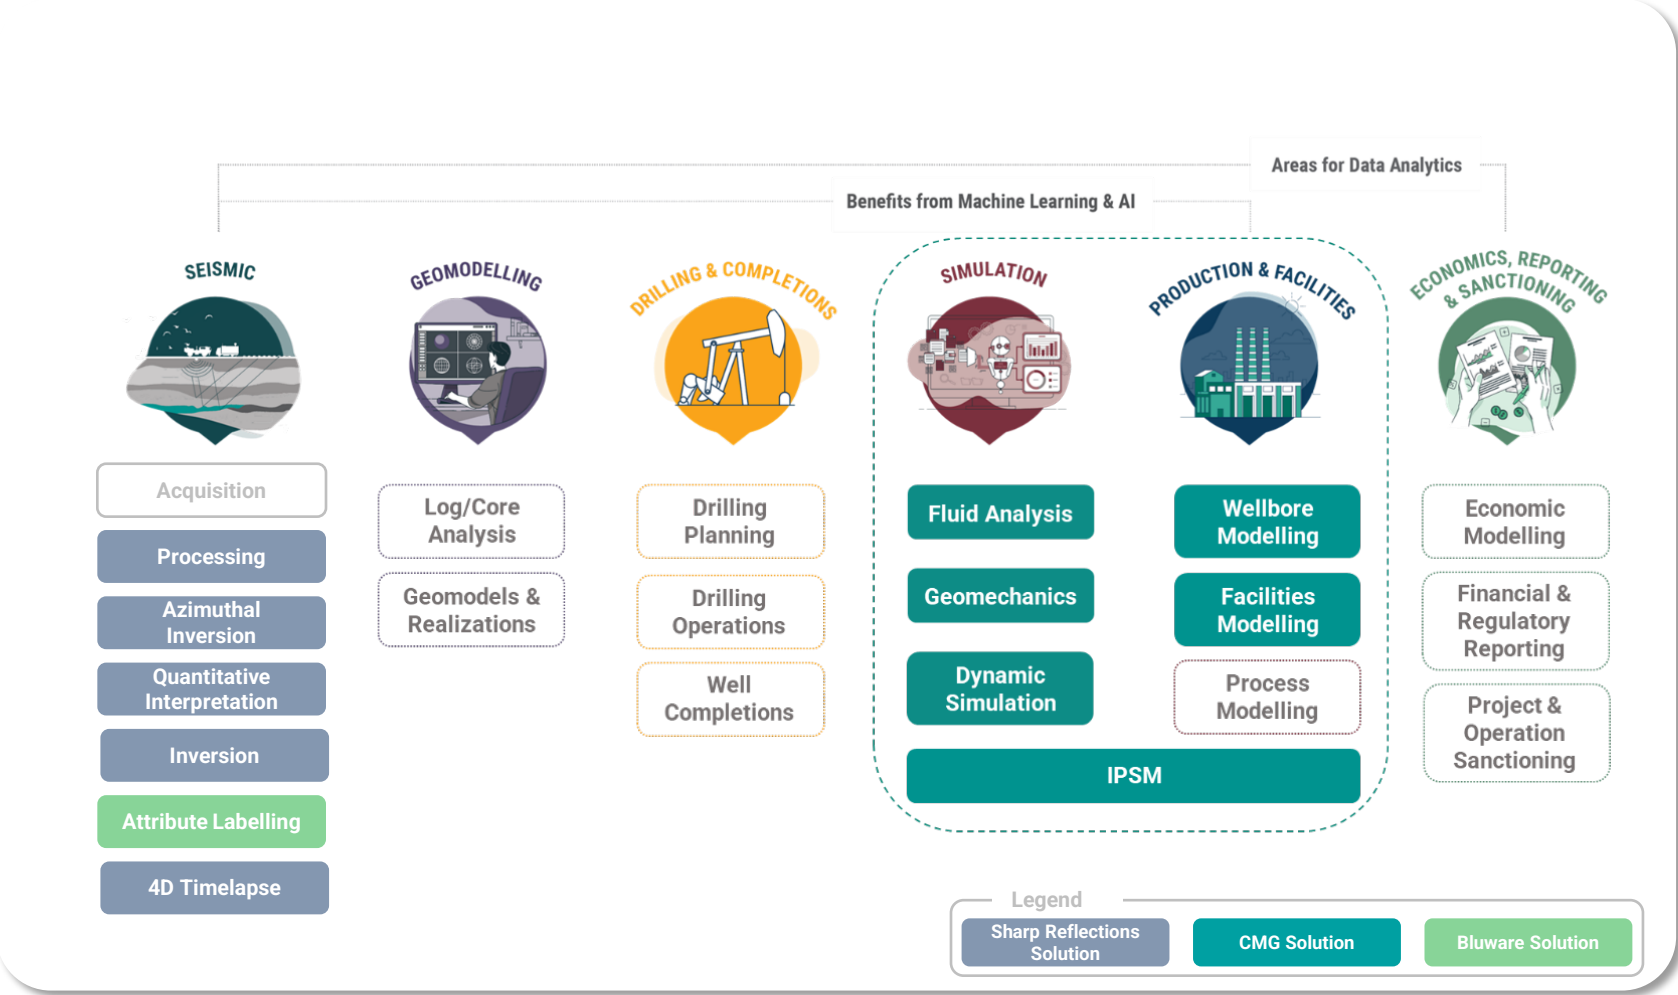 Areas for Data Analytics
Benefits from Machine Learning & AI
SEISMIC
Acquisition
Processing
Azimuthal
Inversion
Quantitative
Interpretation
Inversion
Attribute Labelling
4D Timelapse
GEOMODELLING
Log/Core
Analysis
Geomodels &
Realizations
DRILLING & COMPLETIONS
Drilling
Planning
Drilling
Operations
Well
Completions
SIMULATION
Fluid Analysis
Geomechanics
Dynamic
Simulation
PRODUCTION & FACILITIES
Wellbore
Modelling
Facilities
Modelling
Process
Modelling
IPSM
ECONOMICS, REPORTING
& SANCTIONING
Economic
Modelling
Financial &
Regulatory
Reporting
Project &
Operation
Sanctioning
Legend
Sharp Reflections
Solution
CMG Solution
Bluware Solution